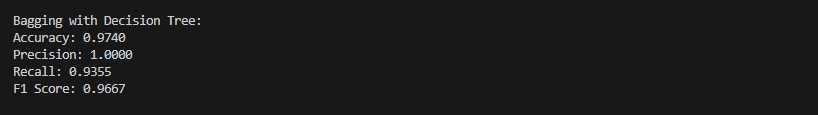 Bagging with Decision Tree:
Accuracy: 0.9740
Precision: 1.0000
Recall: 0.9355
F1 Score: 0.9667